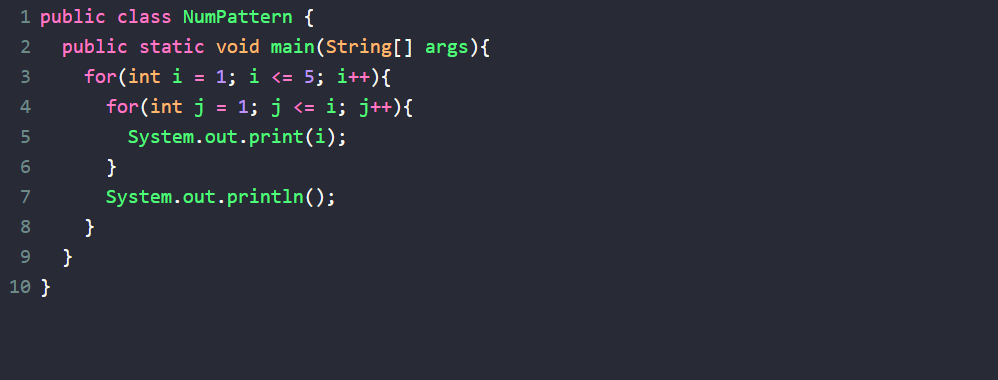 1 public class NumPattern {
2   public static void main(String[] args){
3     for(int i = 1; i <= 5; i++){
4       for(int j = 1; j <= i; j++){
5         System.out.print(i);
6       }
7       System.out.println();
8     }
9   }
10 }